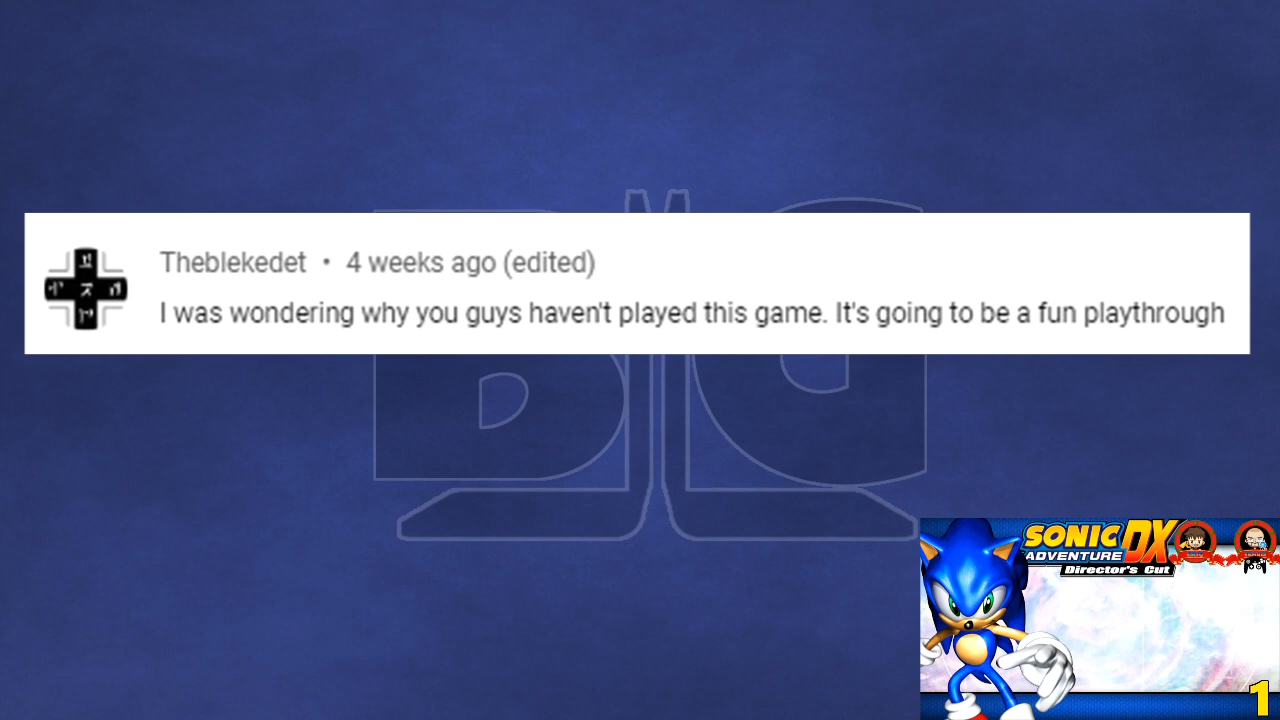 Theblekedet • 4 weeks ago (edited)
I was wondering why you guys haven't played this game. It's going to be a fun playthrough
SONIC
ADVENTURE DX
Director's Cut
1